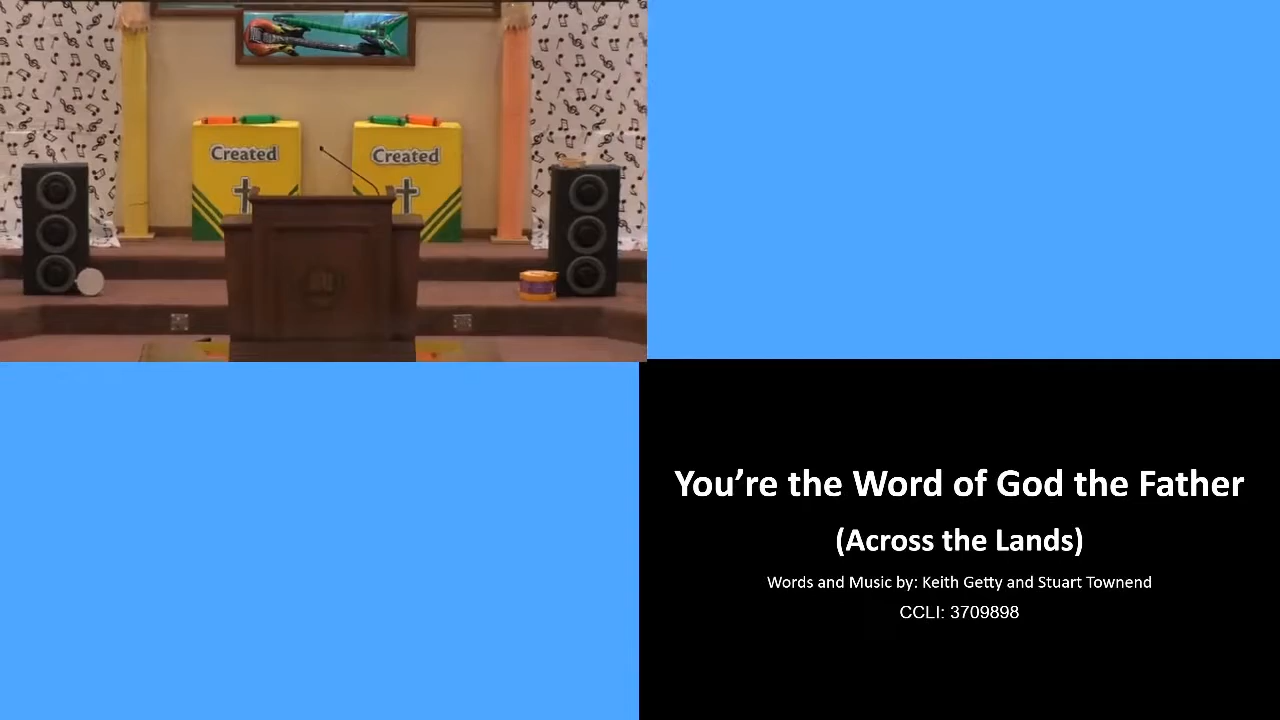 Created
Created
You're the Word of God the Father
(Across the Lands)
Words and Music by: Keith Getty and Stuart Townend
CCLI: 3709898